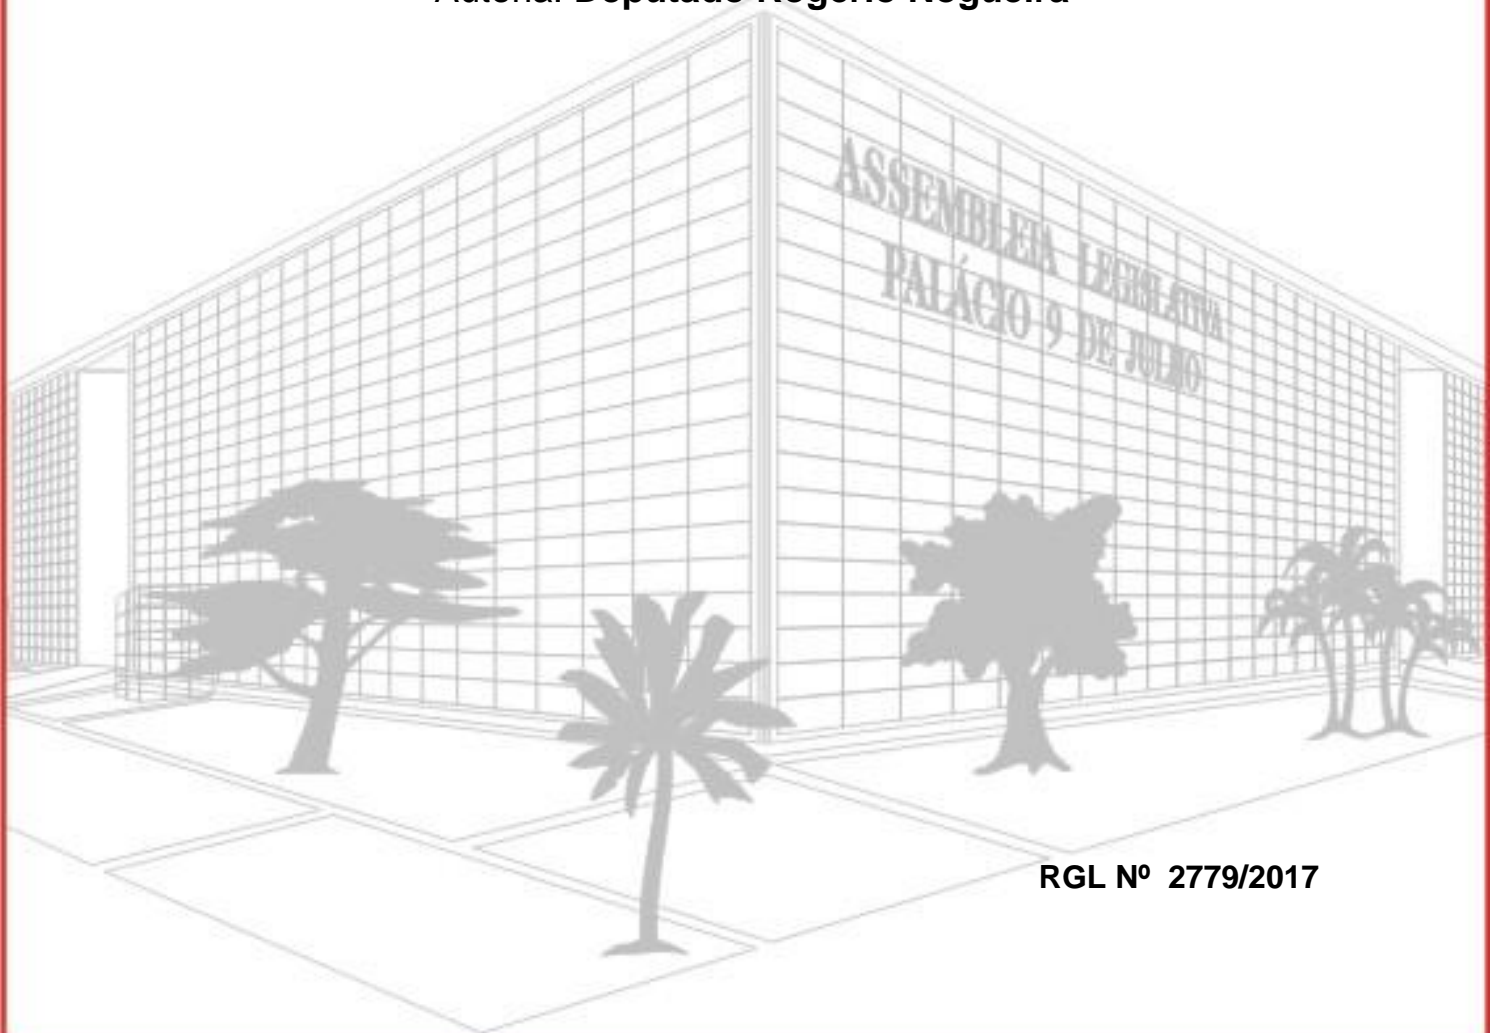 Autoria: Deputado Rogério Nogueira
ASSEMBLEIA LEGISLATIVA
PALÁCIO 9 DE JULHO
RGL Nº 2779/2017